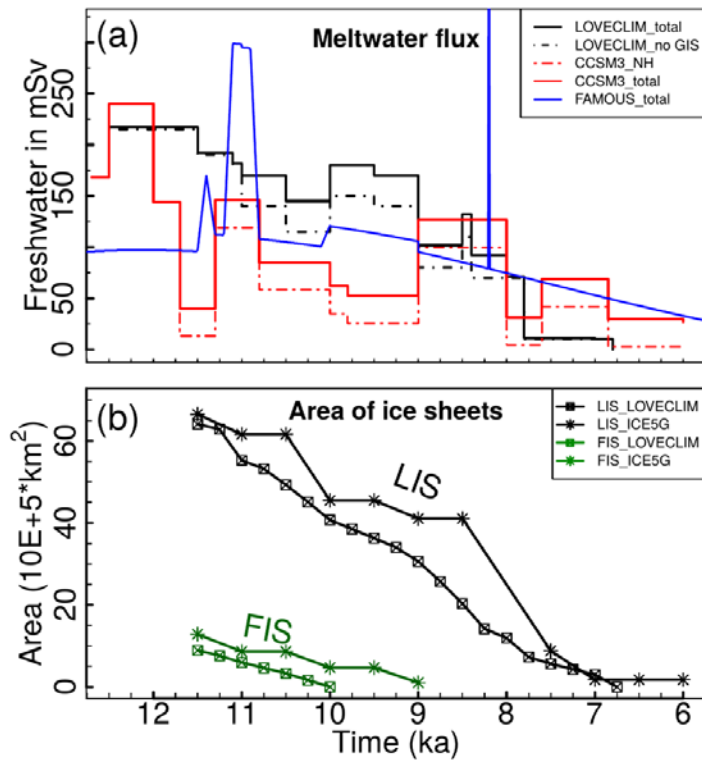 (a)
Meltwater flux
LOVECLIM_total
LOVECLIM_no GIS
CCSM3_NH
CCSM3_total
FAMOUS_total
Freshwater in mSv
250
150
50
0
(b)
Area of ice sheets
LIS_LOVECLIM
LIS_ICE5G
FIS_LOVECLIM
FIS_ICE5G
LIS
FIS
Area (10E+5*km²)
60
40
20
0
12 11 10 9 8 7 6
Time (ka)